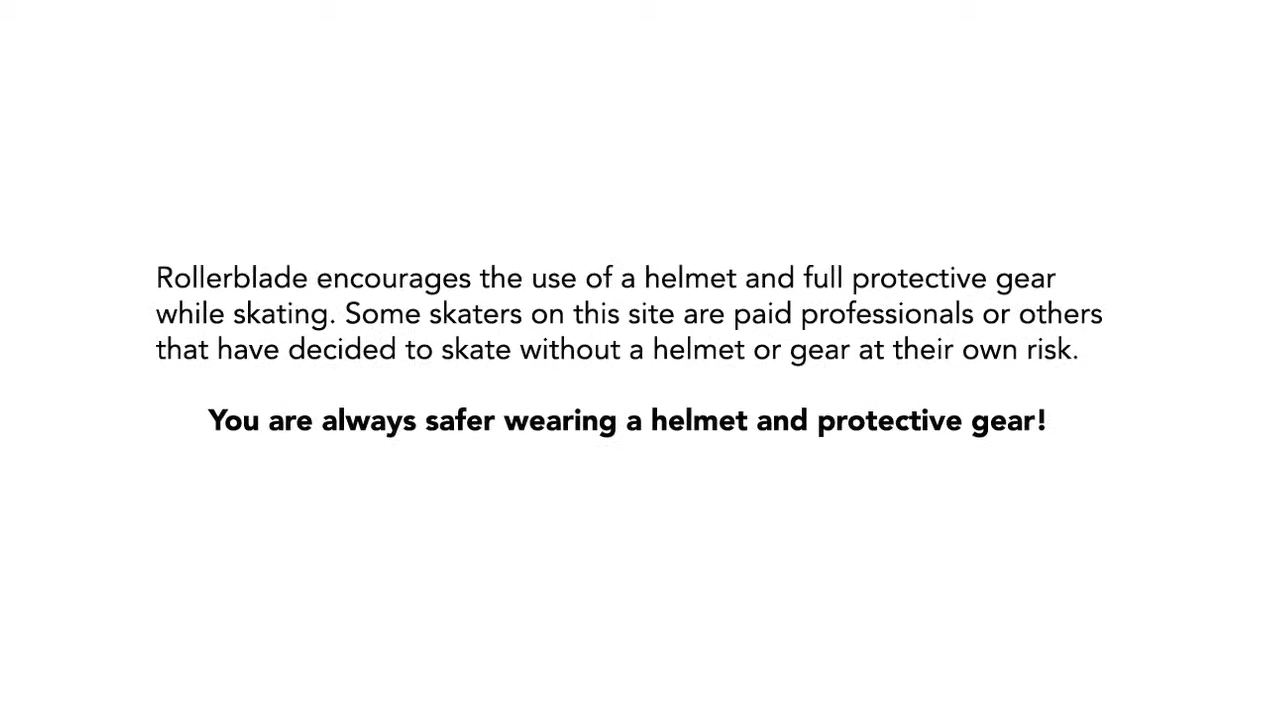 Rollerblade encourages the use of a helmet and full protective gear
while skating. Some skaters on this site are paid professionals or others
that have decided to skate without a helmet or gear at their own risk.
You are always safer wearing a helmet and protective gear!